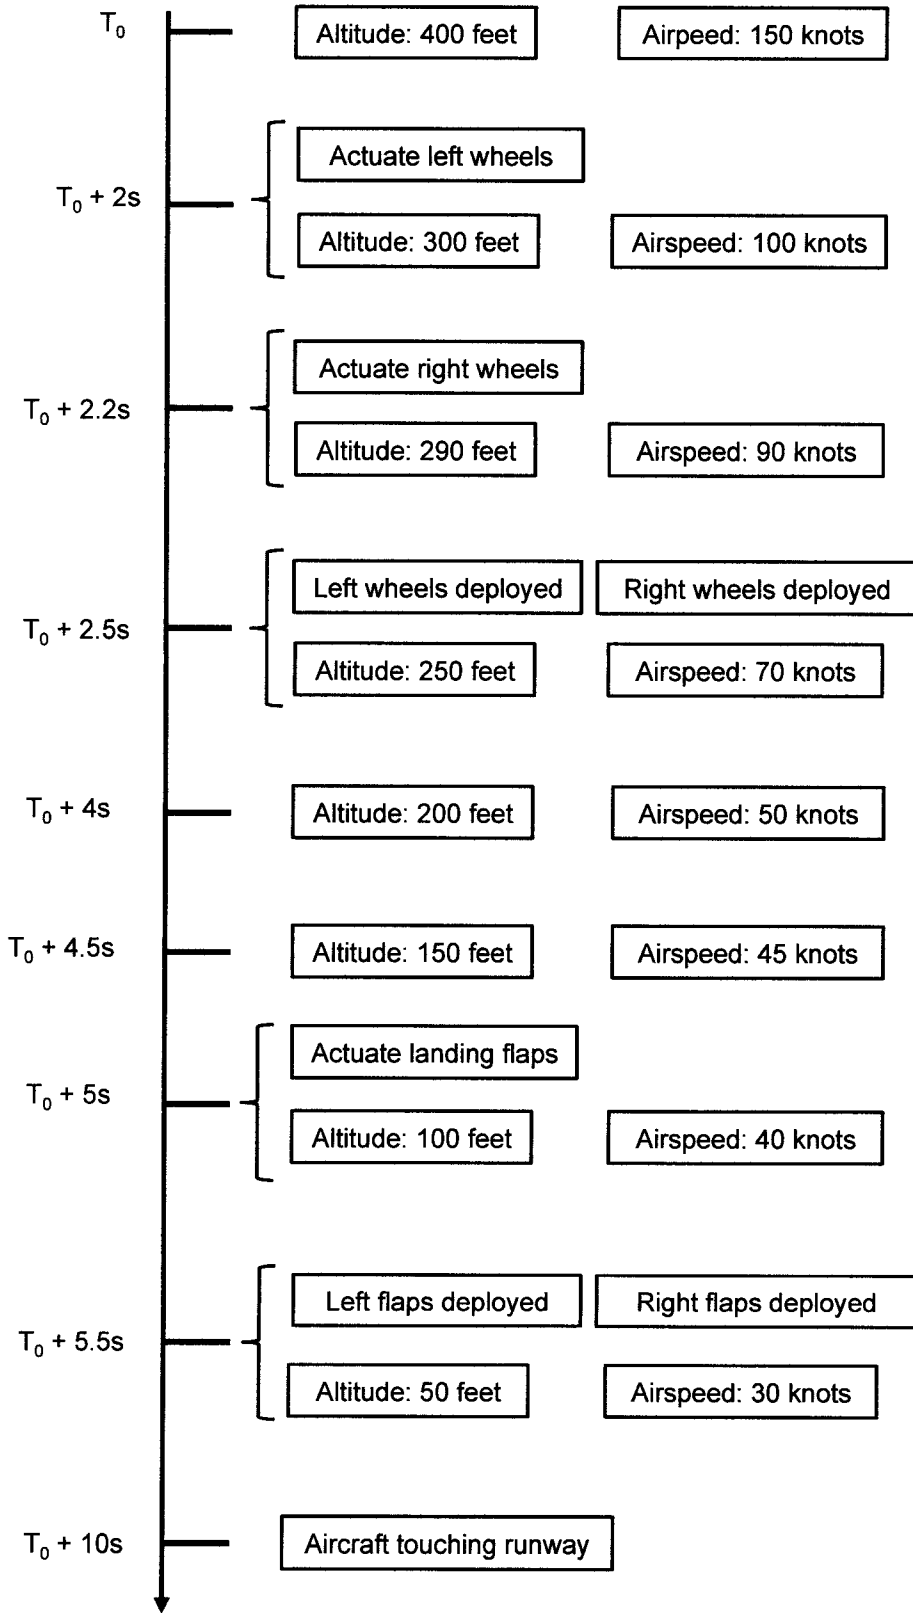 T0 Altitude: 400 feet Airpeed: 150 knots
Actuate left wheels
T0 + 2s
Altitude: 300 feet Airspeed: 100 knots
Actuate right wheels
T0 + 2.2s
Altitude: 290 feet Airspeed: 90 knots
Left wheels deployed Right wheels deployed
T0 + 2.5s
Altitude: 250 feet Airspeed: 70 knots
T0 + 4s Altitude: 200 feet Airspeed: 50 knots
T0 + 4.5s Altitude: 150 feet Airspeed: 45 knots
Actuate landing flaps
T0 + 5s
Altitude: 100 feet Airspeed: 40 knots
Left flaps deployed Right flaps deployed
T0 + 5.5s
Altitude: 50 feet Airspeed: 30 knots
T0 + 10s Aircraft touching runway